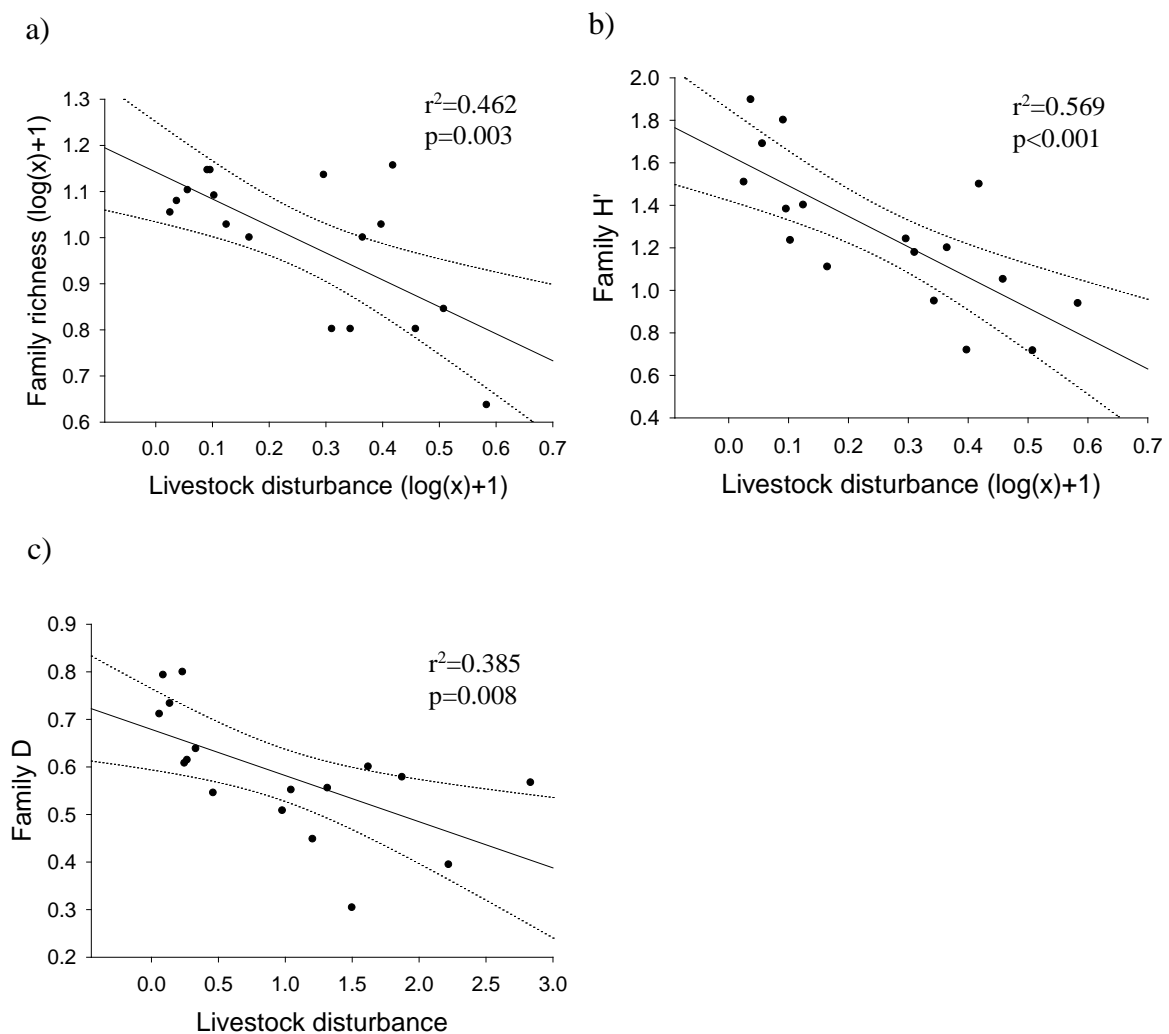 a)
r²=0.462
p=0.003
Family richness (log(x)+1)
1.3
1.2
1.1
1.0
0.9
0.8
0.7
0.6
0.0 0.1 0.2 0.3 0.4 0.5 0.6 0.7
Livestock disturbance (log(x)+1)
b)
r²=0.569
p<0.001
Family H'
2.0
1.8
1.6
1.4
1.2
1.0
0.8
0.6
0.4
0.0 0.1 0.2 0.3 0.4 0.5 0.6 0.7
Livestock disturbance (log(x)+1)
c)
r²=0.385
p=0.008
Family D
0.9
0.8
0.7
0.6
0.5
0.4
0.3
0.2
0.0 0.5 1.0 1.5 2.0 2.5 3.0
Livestock disturbance